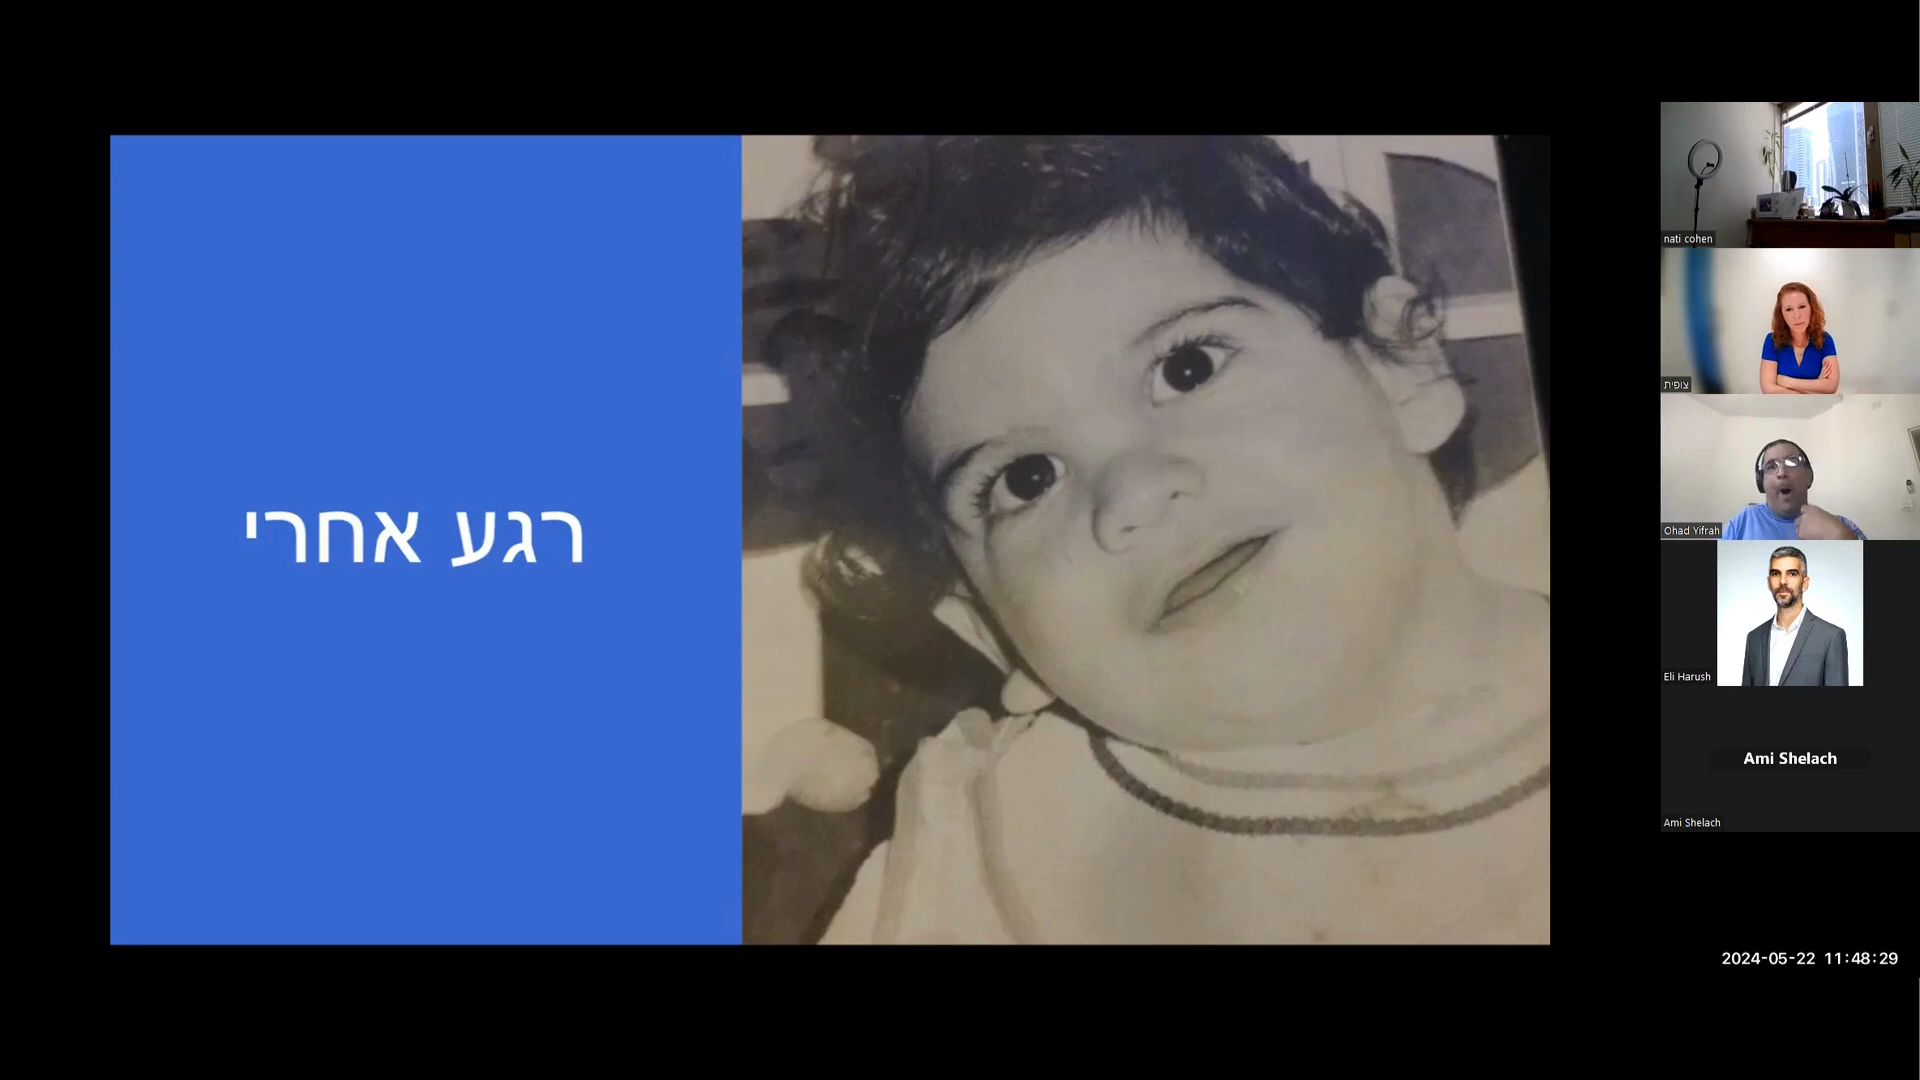 רגע אחרי
nati cohen
צופית
Ohad Yifrah
Eli Harush
Ami Shelach
Ami Shelach
2024-05-22 11:48:29